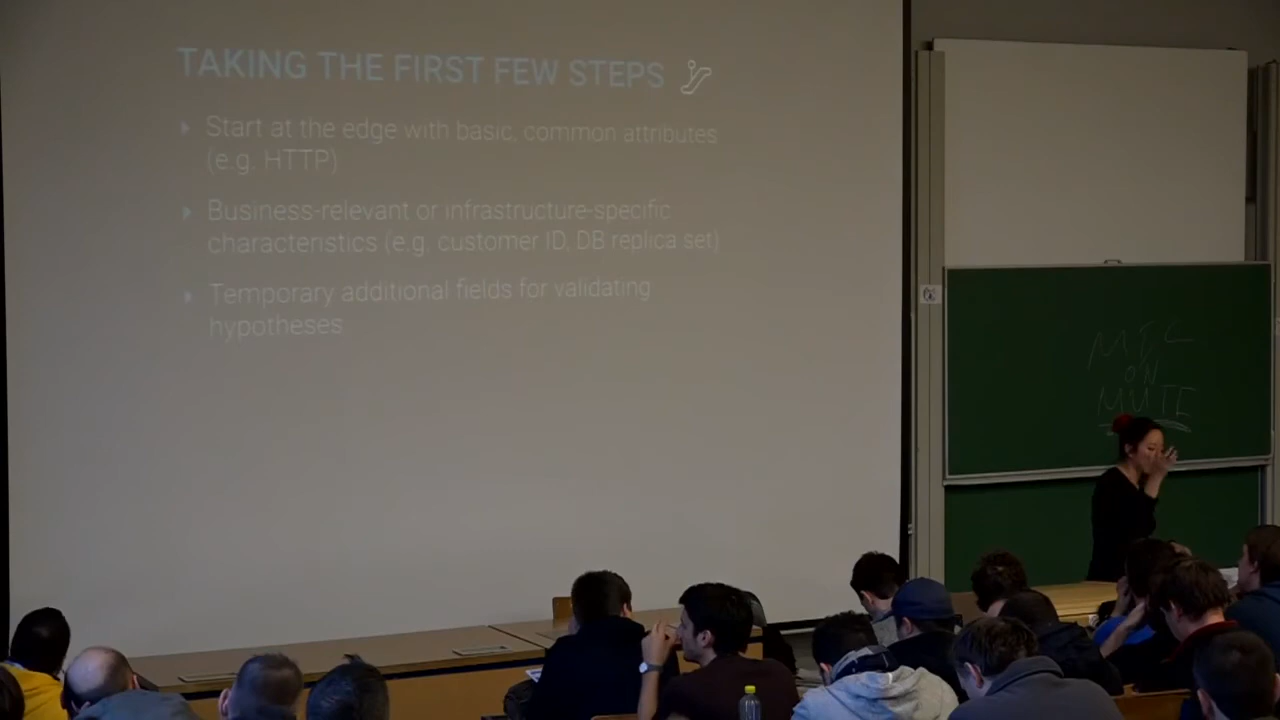 TAKING THE FIRST FEW STEPS
Start at the edge with basic, common attributes
(e.g. HTTP)
Business-relevant or infrastructure-specific
characteristics (e.g. customer ID, DB replica set)
Temporary additional fields for validating
hypotheses
MIC
ON
MUTE